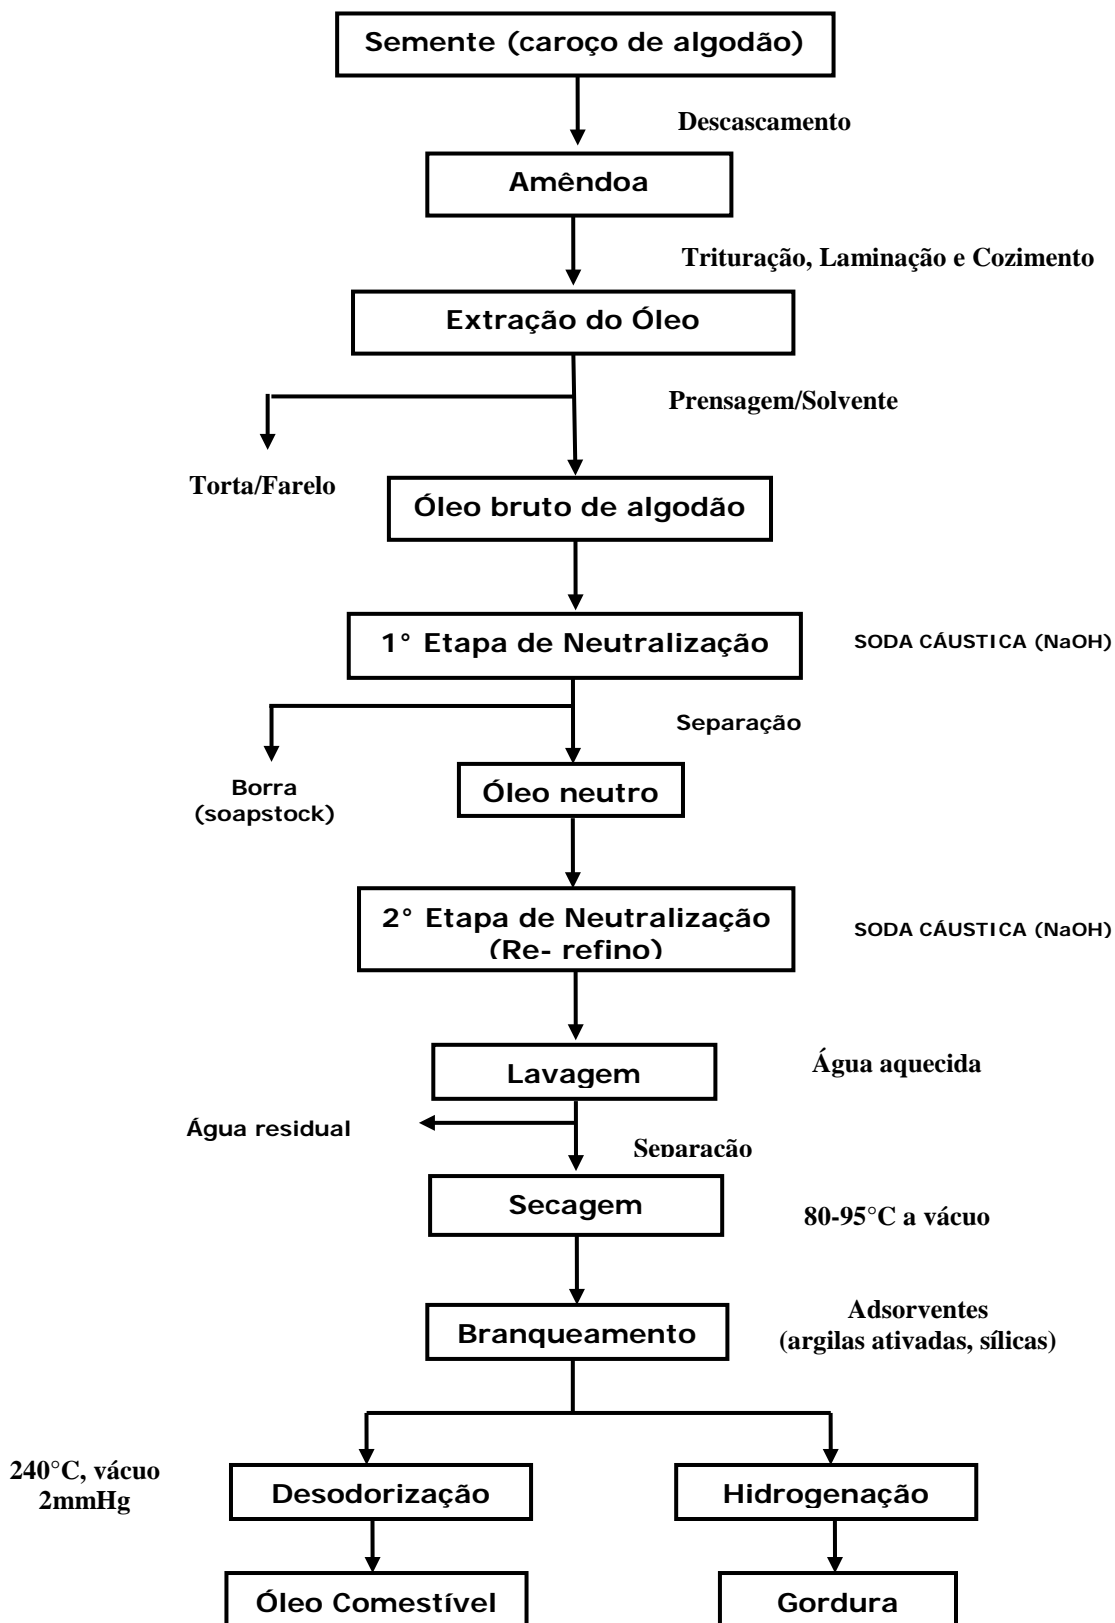 Semente (caroço de algodão)
Descascamento
Amêndoa
Trituração, Laminação e Cozimento
Extração do Óleo
Prensagem/Solvente
Torta/Farelo
Óleo bruto de algodão
1° Etapa de Neutralização
SODA CÁUSTICA (NaOH)
Separação
Borra
(soapstock)
Óleo neutro
2° Etapa de Neutralização
(Re- refino)
SODA CÁUSTICA (NaOH)
Lavagem
Água aquecida
Água residual
Separação
Secagem
80-95°C a vácuo
Branqueamento
Adsorventes
(argilas ativadas, sílicas)
240°C, vácuo
2mmHg
Desodorização
Hidrogenação
Óleo Comestível
Gordura